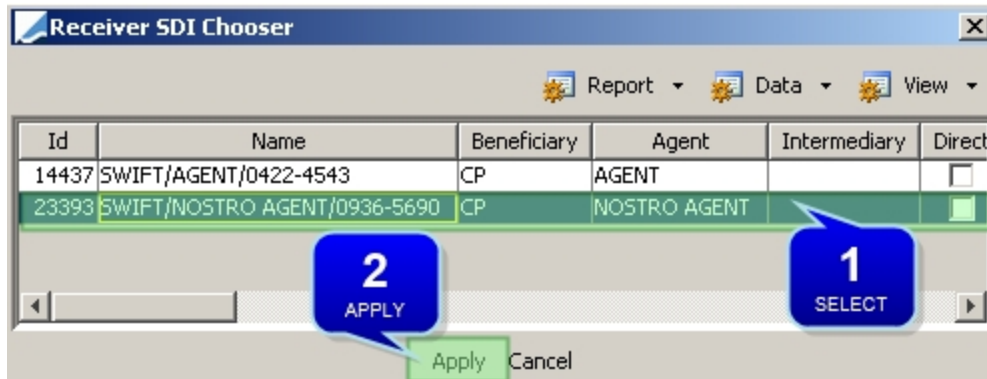 Receiver SDI Chooser
Report Data View
Id Name Beneficiary Agent Intermediary Direct
14437 SWIFT/AGENT/0422-4543 CP AGENT
23393 SWIFT/NOSTRO AGENT/0936-5690 CP NOSTRO AGENT
2
APPLY
1
SELECT
Apply Cancel